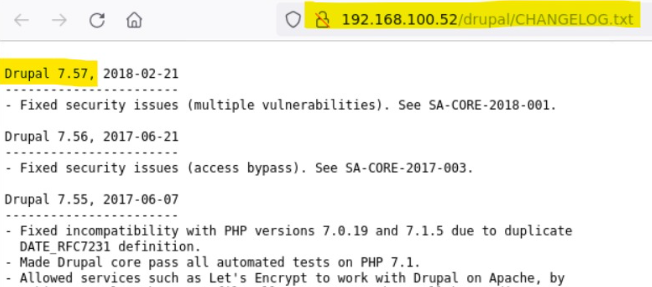 192.168.100.52/drupal/CHANGELOG.txt
Drupal 7.57, 2018-02-21
-----------------------
- Fixed security issues (multiple vulnerabilities). See SA-CORE-2018-001.
Drupal 7.56, 2017-06-21
-----------------------
- Fixed security issues (access bypass). See SA-CORE-2017-003.
Drupal 7.55, 2017-06-07
-----------------------
- Fixed incompatibility with PHP versions 7.0.19 and 7.1.5 due to duplicate
DATE_RFC7231 definition.
- Made Drupal core pass all automated tests on PHP 7.1.
- Allowed services such as Let's Encrypt to work with Drupal on Apache, by